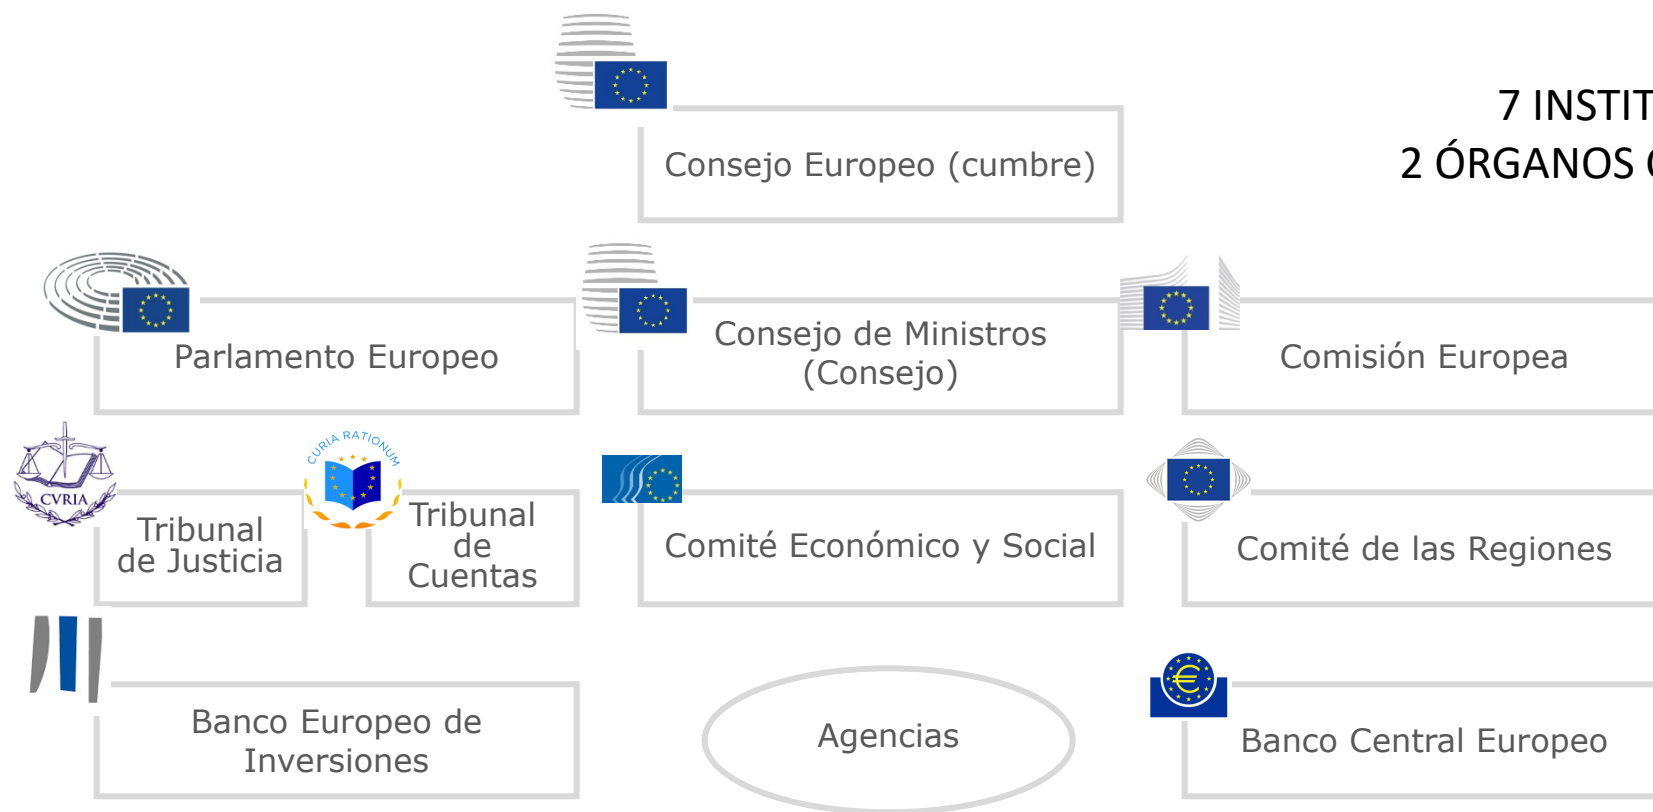 7 INSTIT
2 ÓRGANOS
Consejo Europeo (cumbre)
Parlamento Europeo
Consejo de Ministros
(Consejo)
Comisión Europea
CVRIA
Tribunal
de Justicia
CURIA RATIONUM
Tribunal
de
Cuentas
Comité Económico y Social
Comité de las Regiones
Banco Europeo de
Inversiones
Agencias
€
Banco Central Europeo